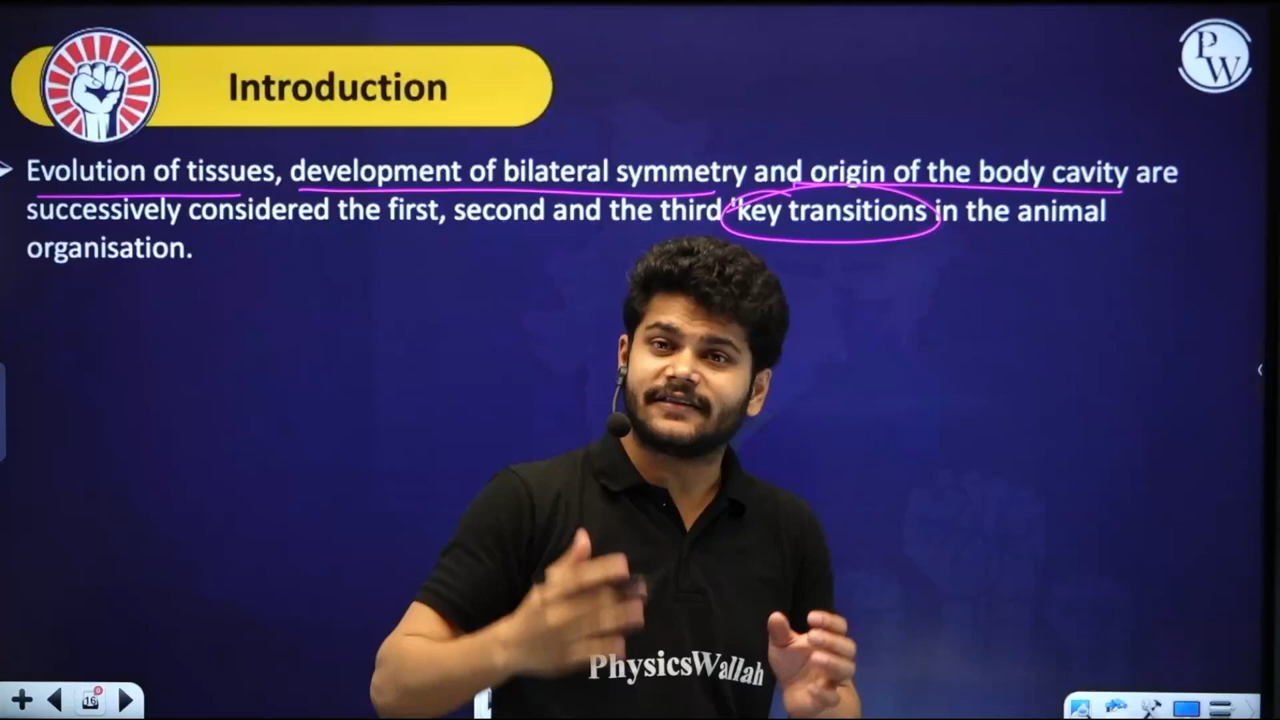 Introduction
PW
Evolution of tissues, development of bilateral symmetry and origin of the body cavity are
successively considered the first, second and the third 'key transitions in the animal
organisation.
PhysicsWallah
16